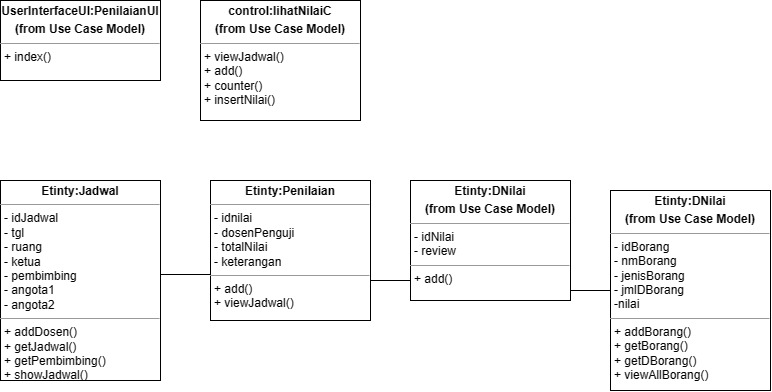 UserInterfaceUI:PenilaianUI
(from Use Case Model)
+ index()
control:lihatNilaiC
(from Use Case Model)
+ viewJadwal()
+ add()
+ counter()
+ insertNilai()
Etinty:Jadwal
- idJadwal
- tgl
- ruang
- ketua
- pembimbing
- angota1
- angota2
+ addDosen()
+ getJadwal()
+ getPembimbing()
+ showJadwal()
Etinty:Penilaian
- idnilai
- dosenPenguji
- totalNilai
- keterangan
+ add()
+ viewJadwal()
Etinty:DNilai
(from Use Case Model)
- idNilai
- review
+ add()
Etinty:DNilai
(from Use Case Model)
- idBorang
- nmBorang
- jenisBorang
- jmlDBorang
-nilai
+ addBorang()
+ getBorang()
+ getDBorang()
+ viewAllBorang()